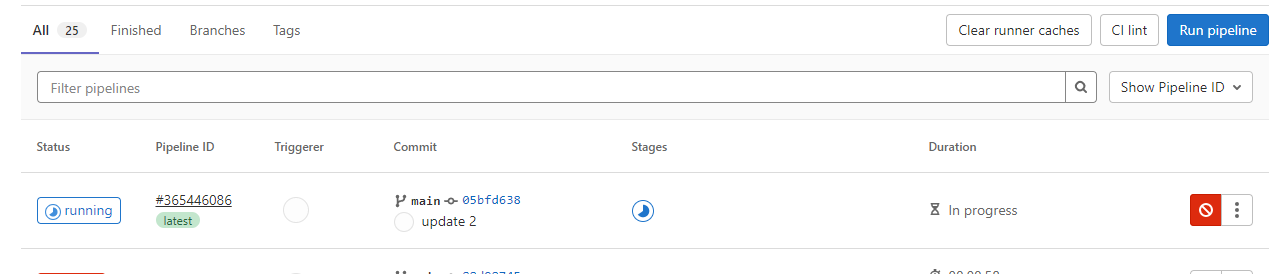 All 25 Finished Branches Tags Clear runner caches CI lint Run pipeline
Filter pipelines Show Pipeline ID
Status Pipeline ID Triggerer Commit Stages Duration
running #365446086 main 05bfd638 In progress
latest update 2